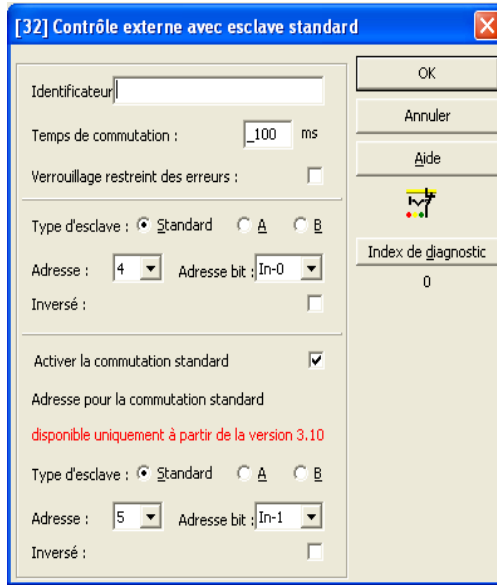 [32] Contrôle externe avec esclave standard
Identificateur
OK
Temps de commutation : _100 ms
Annuler
Verrouillage restreint des erreurs :
Aide
Type d'esclave : Standard A B
Index de diagnostic
Adresse : 4 Adresse bit : In-0
0
Inversé :
Activer la commutation standard
Adresse pour la commutation standard
disponible uniquement à partir de la version 3.10
Type d'esclave : Standard A B
Adresse : 5 Adresse bit : In-1
Inversé :